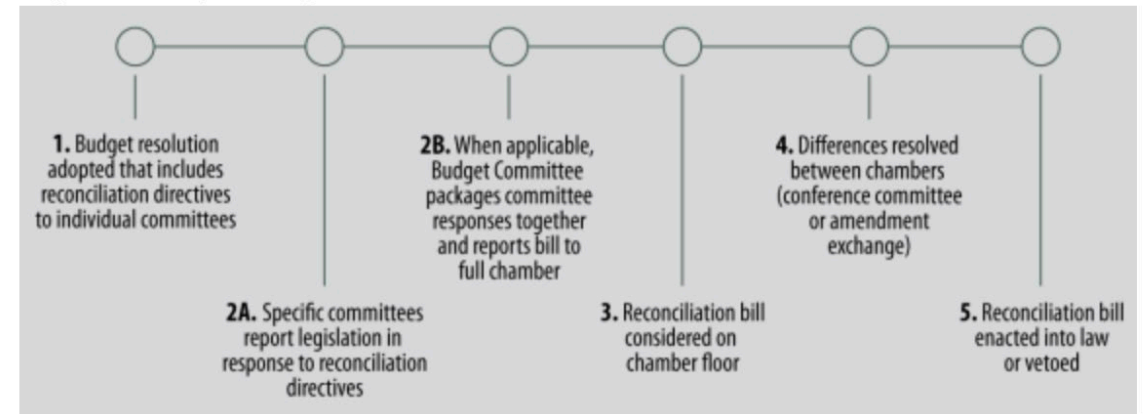 1. Budget resolution
adopted that includes
reconciliation directives
to individual committees
2A. Specific committees
report legislation in
response to reconciliation
directives
2B. When applicable,
Budget Committee
packages committee
responses together
and reports bill to
full chamber
3. Reconciliation bill
considered on
chamber floor
4. Differences resolved
between chambers
(conference committee
or amendment
exchange)
5. Reconciliation bill
enacted into law
or vetoed